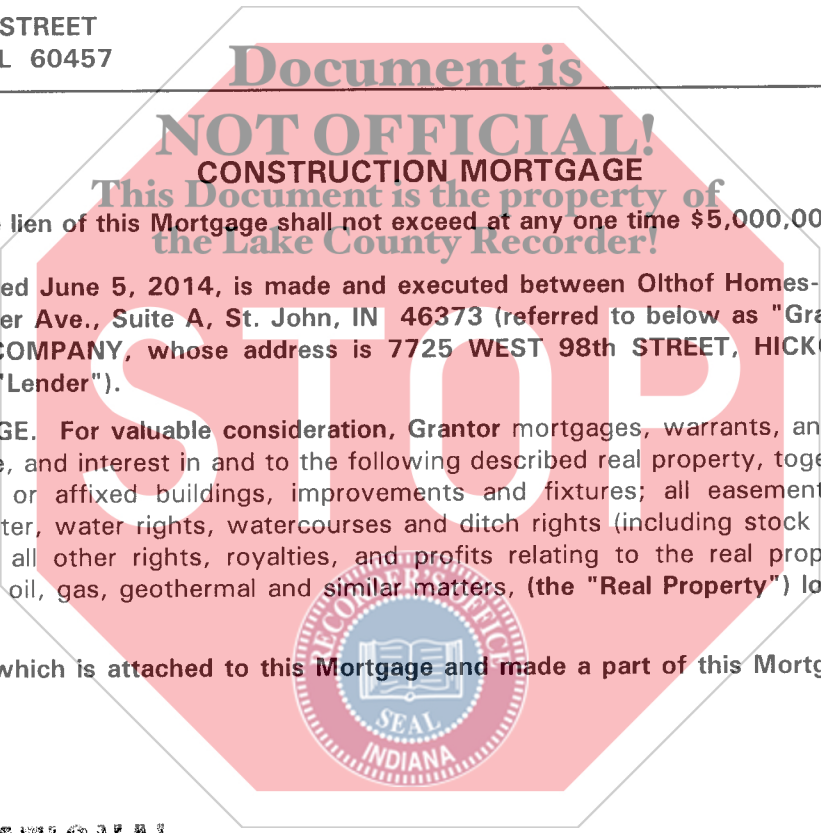 STREET
L 60457
Document is
NOT OFFICIAL!
CONSTRUCTION MORTGAGE
This Document is the property of
lien of this Mortgage shall not exceed at any one time $5,000,00
the Lake County Recorder!
ed June 5, 2014, is made and executed between Olthof Homes-
er Ave., Suite A, St. John, IN 46373 (referred to below as "Gra
COMPANY, whose address is 7725 WEST 98th STREET, HICK
"Lender").
GE. For valuable consideration, Grantor mortgages, warrants, an
e, and interest in and to the following described real property, toge
or affixed buildings, improvements and fixtures; all easement
ter, water rights, watercourses and ditch rights (including stock
all other rights, royalties, and profits relating to the real prop
oil, gas, geothermal and similar matters, (the "Real Property") lo
which is attached to this Mortgage and made a part of this Mortg
STOP
RECORDER'S OFFICE
SEAL
INDIANA